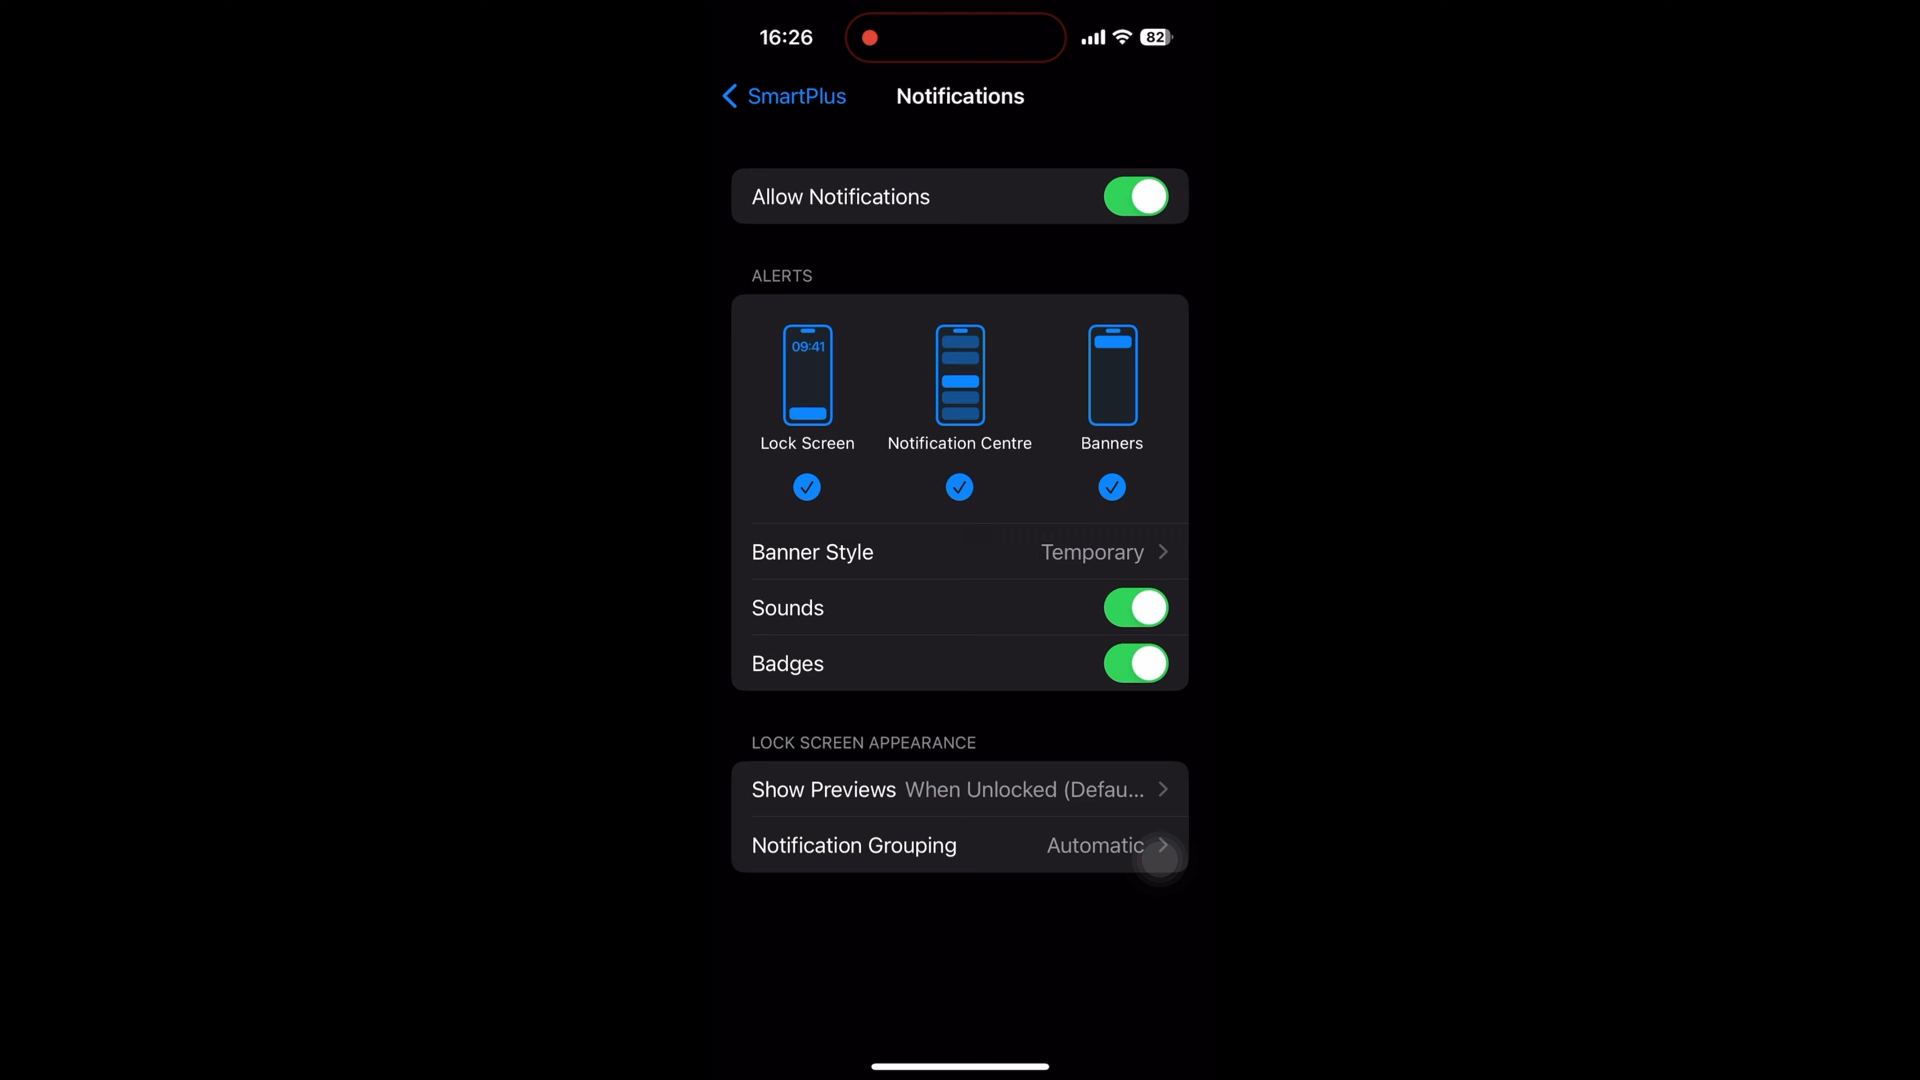 16:26
82
SmartPlus
Notifications
Allow Notifications
ALERTS
09:41
Lock Screen
Notification Centre
Banners
Banner Style
Temporary
Sounds
Badges
LOCK SCREEN APPEARANCE
Show Previews
When Unlocked (Defau...
Notification Grouping
Automatic